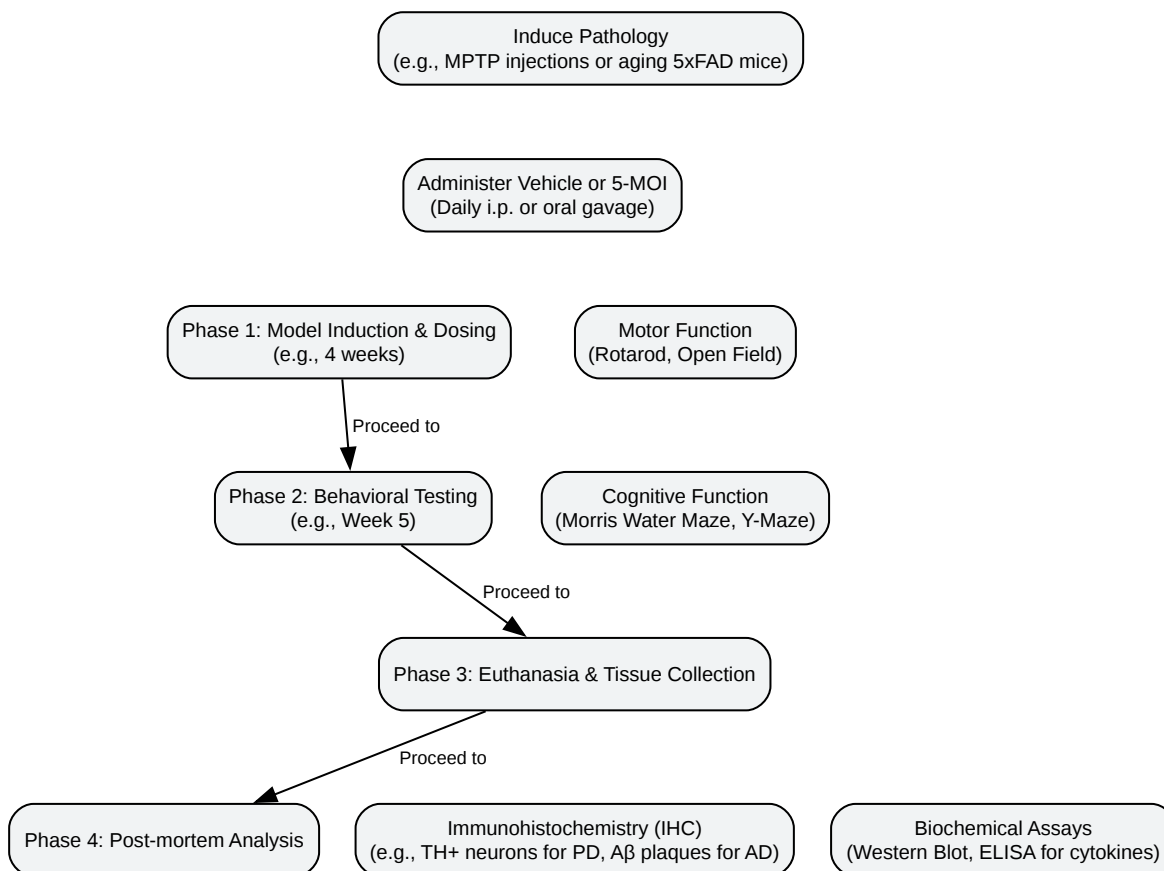 Induce Pathology
(e.g., MPTP injections or aging 5xFAD mice)
Administer Vehicle or 5-MOI
(Daily i.p. or oral gavage)
Phase 1: Model Induction & Dosing
(e.g., 4 weeks)
Motor Function
(Rotarod, Open Field)
Proceed to
Phase 2: Behavioral Testing
(e.g., Week 5)
Cognitive Function
(Morris Water Maze, Y-Maze)
Proceed to
Phase 3: Euthanasia & Tissue Collection
Proceed to
Phase 4: Post-mortem Analysis
Immunohistochemistry (IHC)
(e.g., TH+ neurons for PD, Aβ plaques for AD)
Biochemical Assays
(Western Blot, ELISA for cytokines)